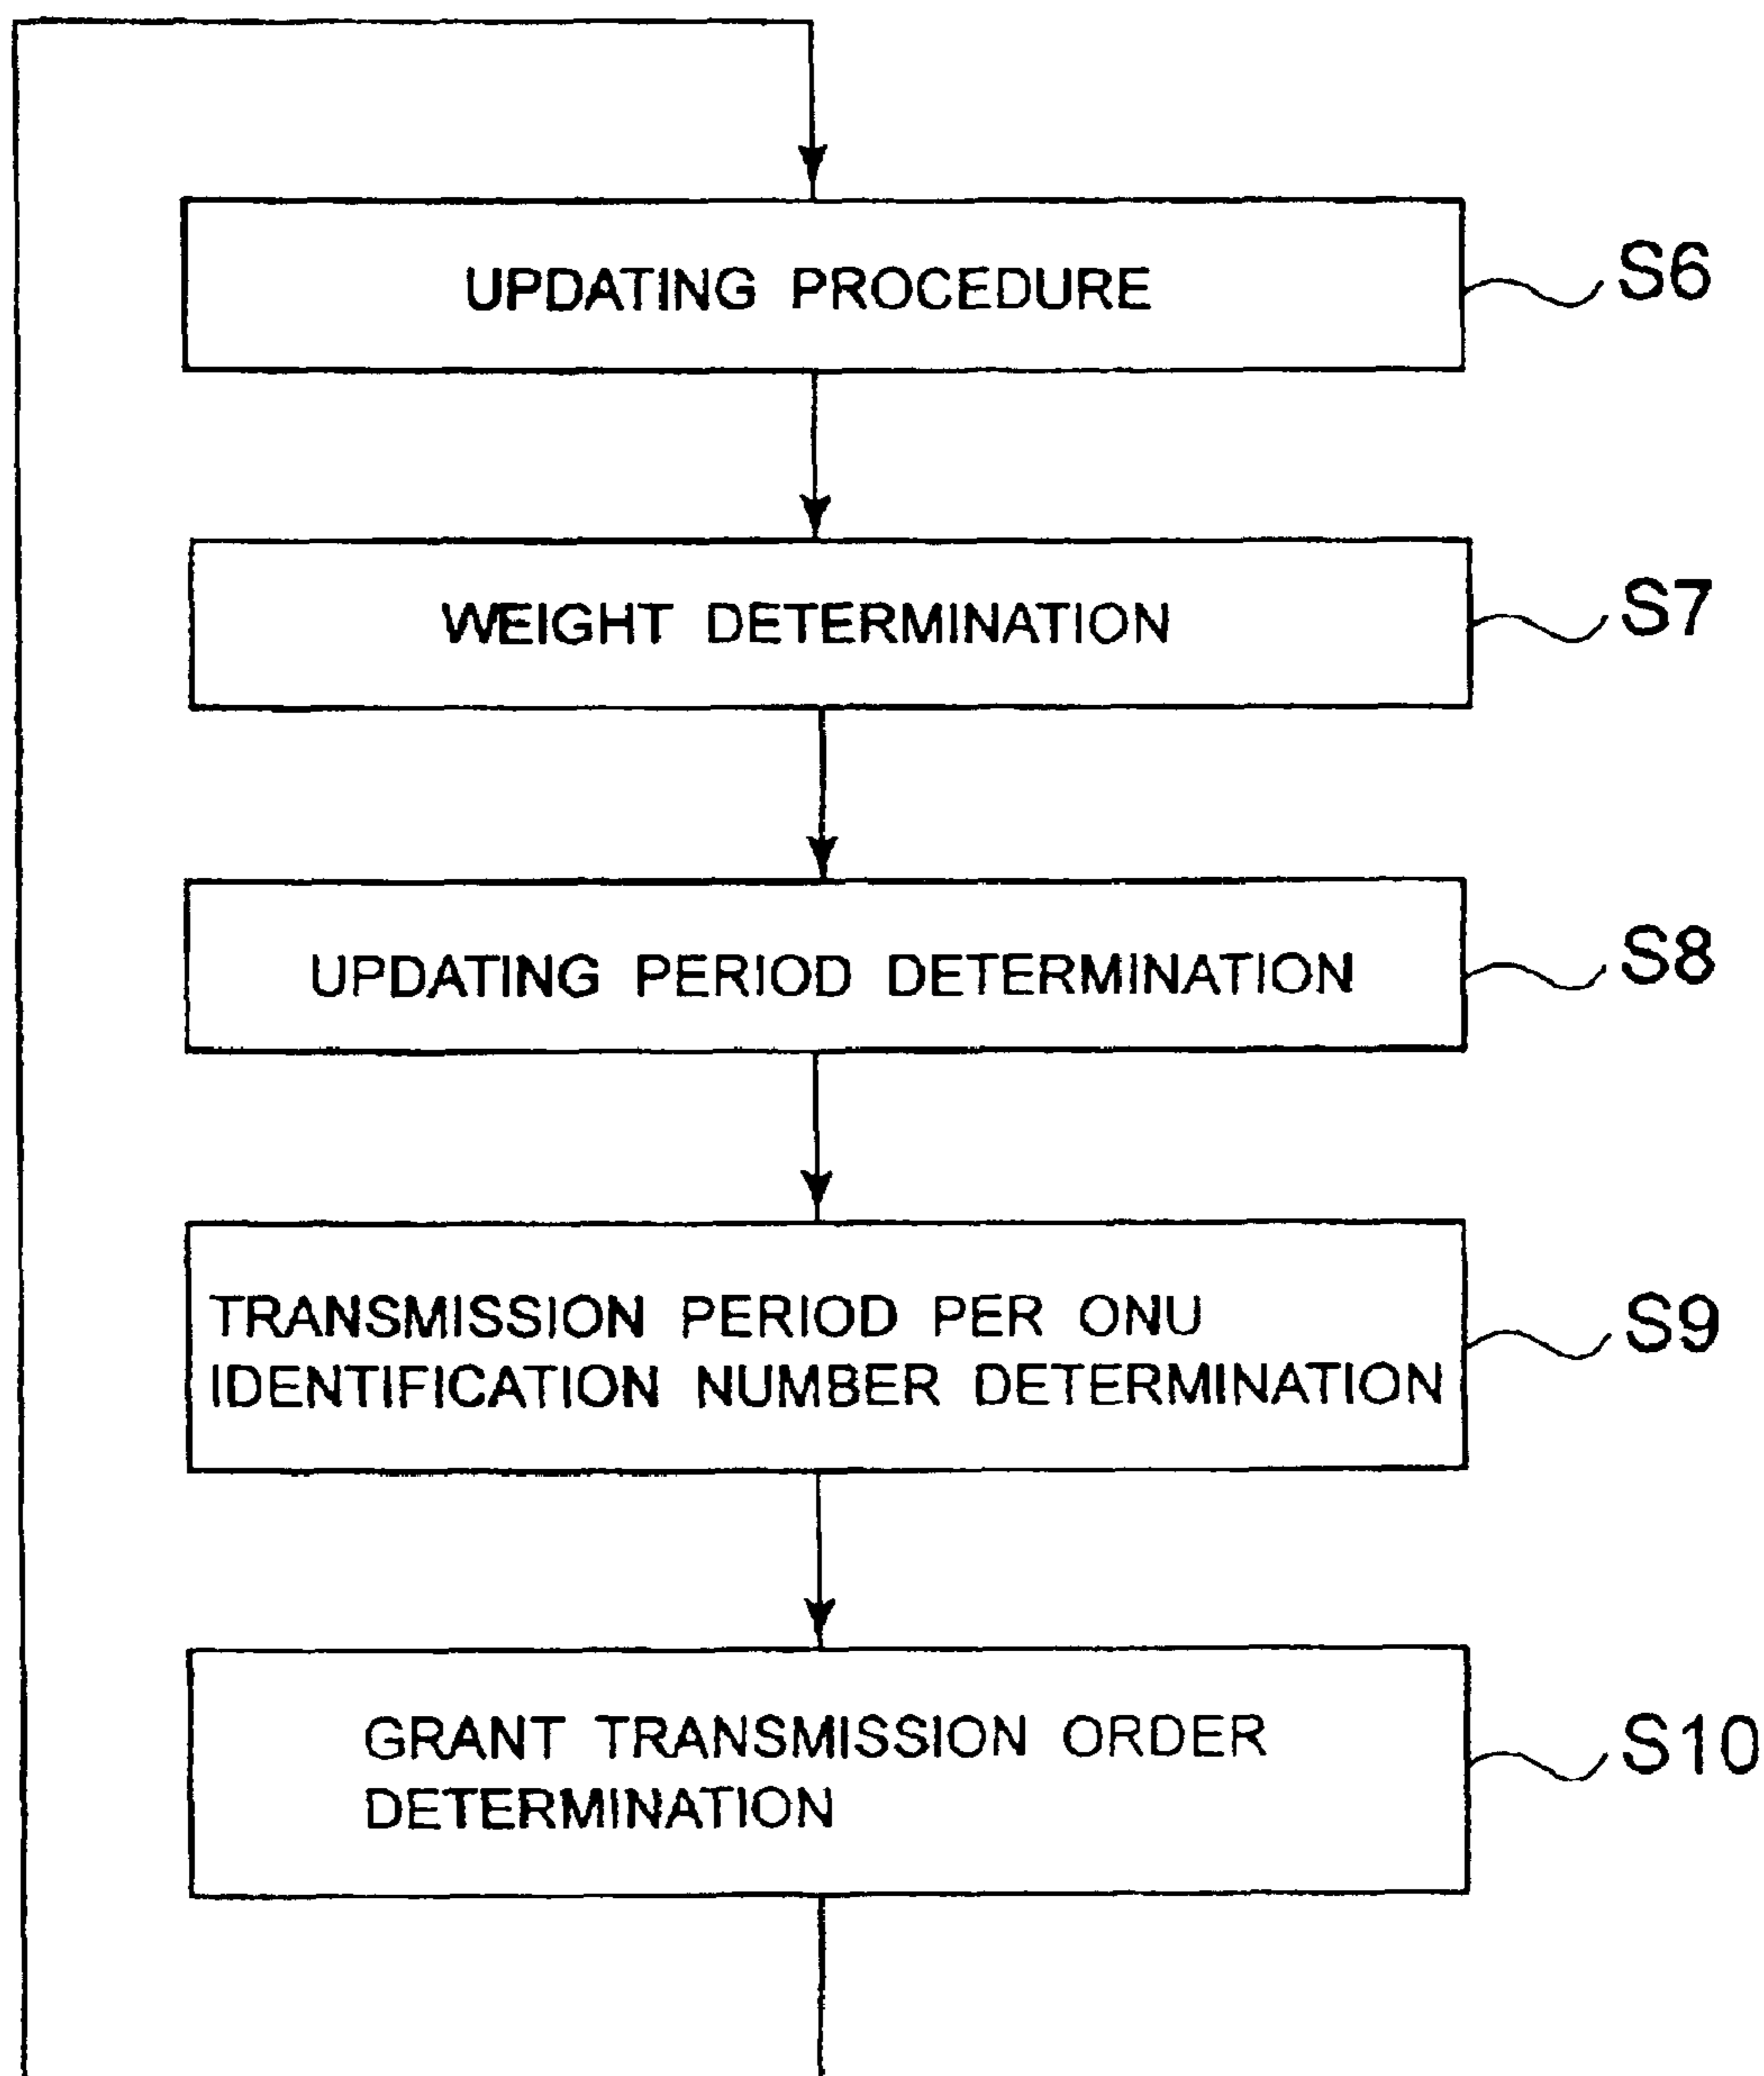 UPDATING PROCEDURE
S6
WEIGHT DETERMINATION
S7
UPDATING PERIOD DETERMINATION
S8
TRANSMISSION PERIOD PER ONU
IDENTIFICATION NUMBER DETERMINATION
S9
GRANT TRANSMISSION ORDER
DETERMINATION
S10